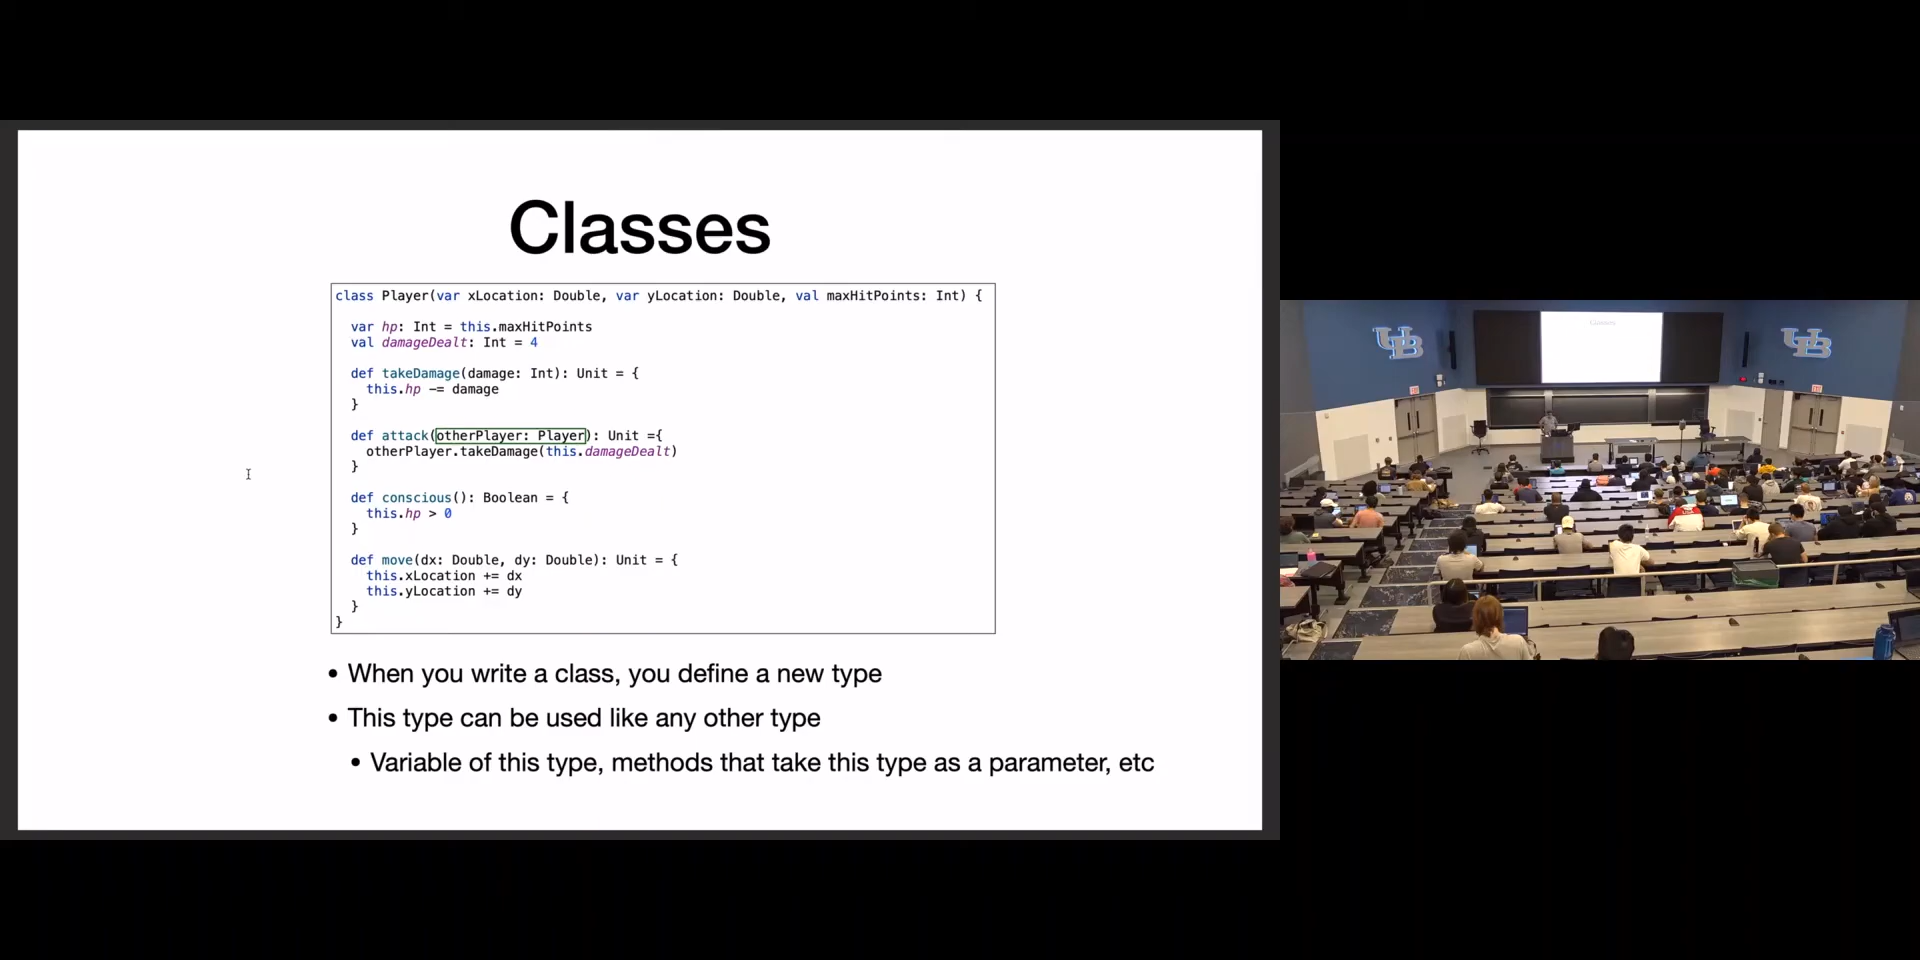 Classes
class Player(var xLocation: Double, var yLocation: Double, val maxHitPoints: Int) {
var hp: Int = this.maxHitPoints
val damageDealt: Int = 4
def takeDamage(damage: Int): Unit = {
this.hp -= damage
}
def attack(otherPlayer: Player): Unit ={
otherPlayer.takeDamage(this.damageDealt)
}
def conscious(): Boolean = {
this.hp > 0
}
def move(dx: Double, dy: Double): Unit = {
this.xLocation += dx
this.yLocation += dy
}
}
• When you write a class, you define a new type
• This type can be used like any other type
• Variable of this type, methods that take this type as a parameter, etc
UB
Classes
UB